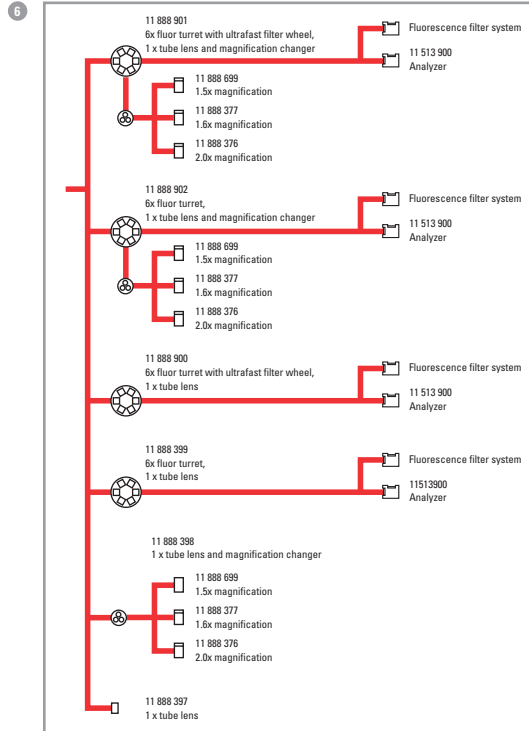 6
11 888 901
6x fluor turret with ultrafast filter wheel,
1 x tube lens and magnification changer
Fluorescence filter system
11 513 900
Analyzer
11 888 699
1.5x magnification
11 888 377
1.6x magnification
11 888 376
2.0x magnification
11 888 902
6x fluor turret,
1 x tube lens and magnification changer
Fluorescence filter system
11 513 900
Analyzer
11 888 699
1.5x magnification
11 888 377
1.6x magnification
11 888 376
2.0x magnification
11 888 900
6x fluor turret with ultrafast filter wheel,
1 x tube lens
Fluorescence filter system
11 513 900
Analyzer
11 888 399
6x fluor turret,
1 x tube lens
Fluorescence filter system
11513900
Analyzer
11 888 398
1 x tube lens and magnification changer
11 888 699
1.5x magnification
11 888 377
1.6x magnification
11 888 376
2.0x magnification
11 888 397
1 x tube lens